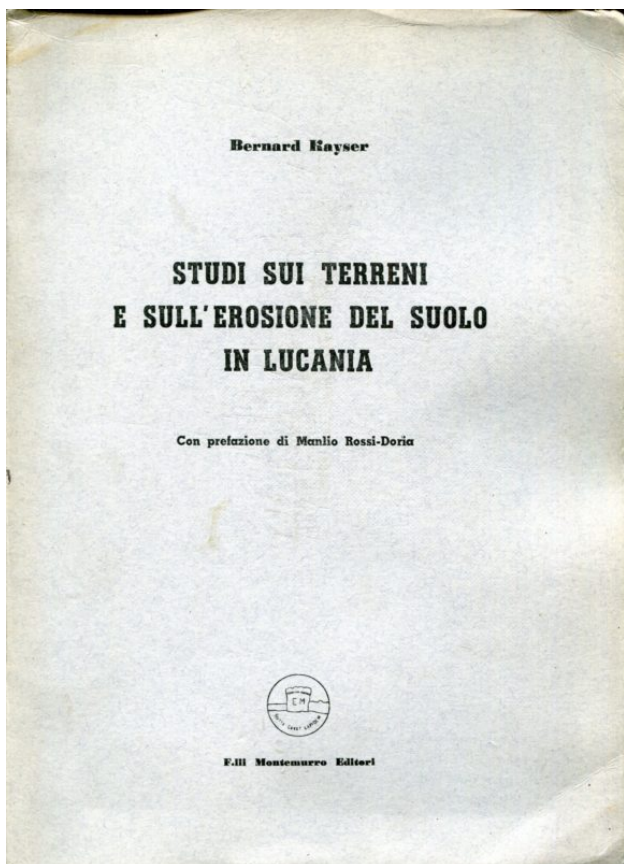 Bernard Kayser
STUDI SUI TERRENI
E SULL'EROSIONE DEL SUOLO
IN LUCANIA
Con prefazione di Manlio Rossi-Doria
E M
F.lli Montemurro Editori